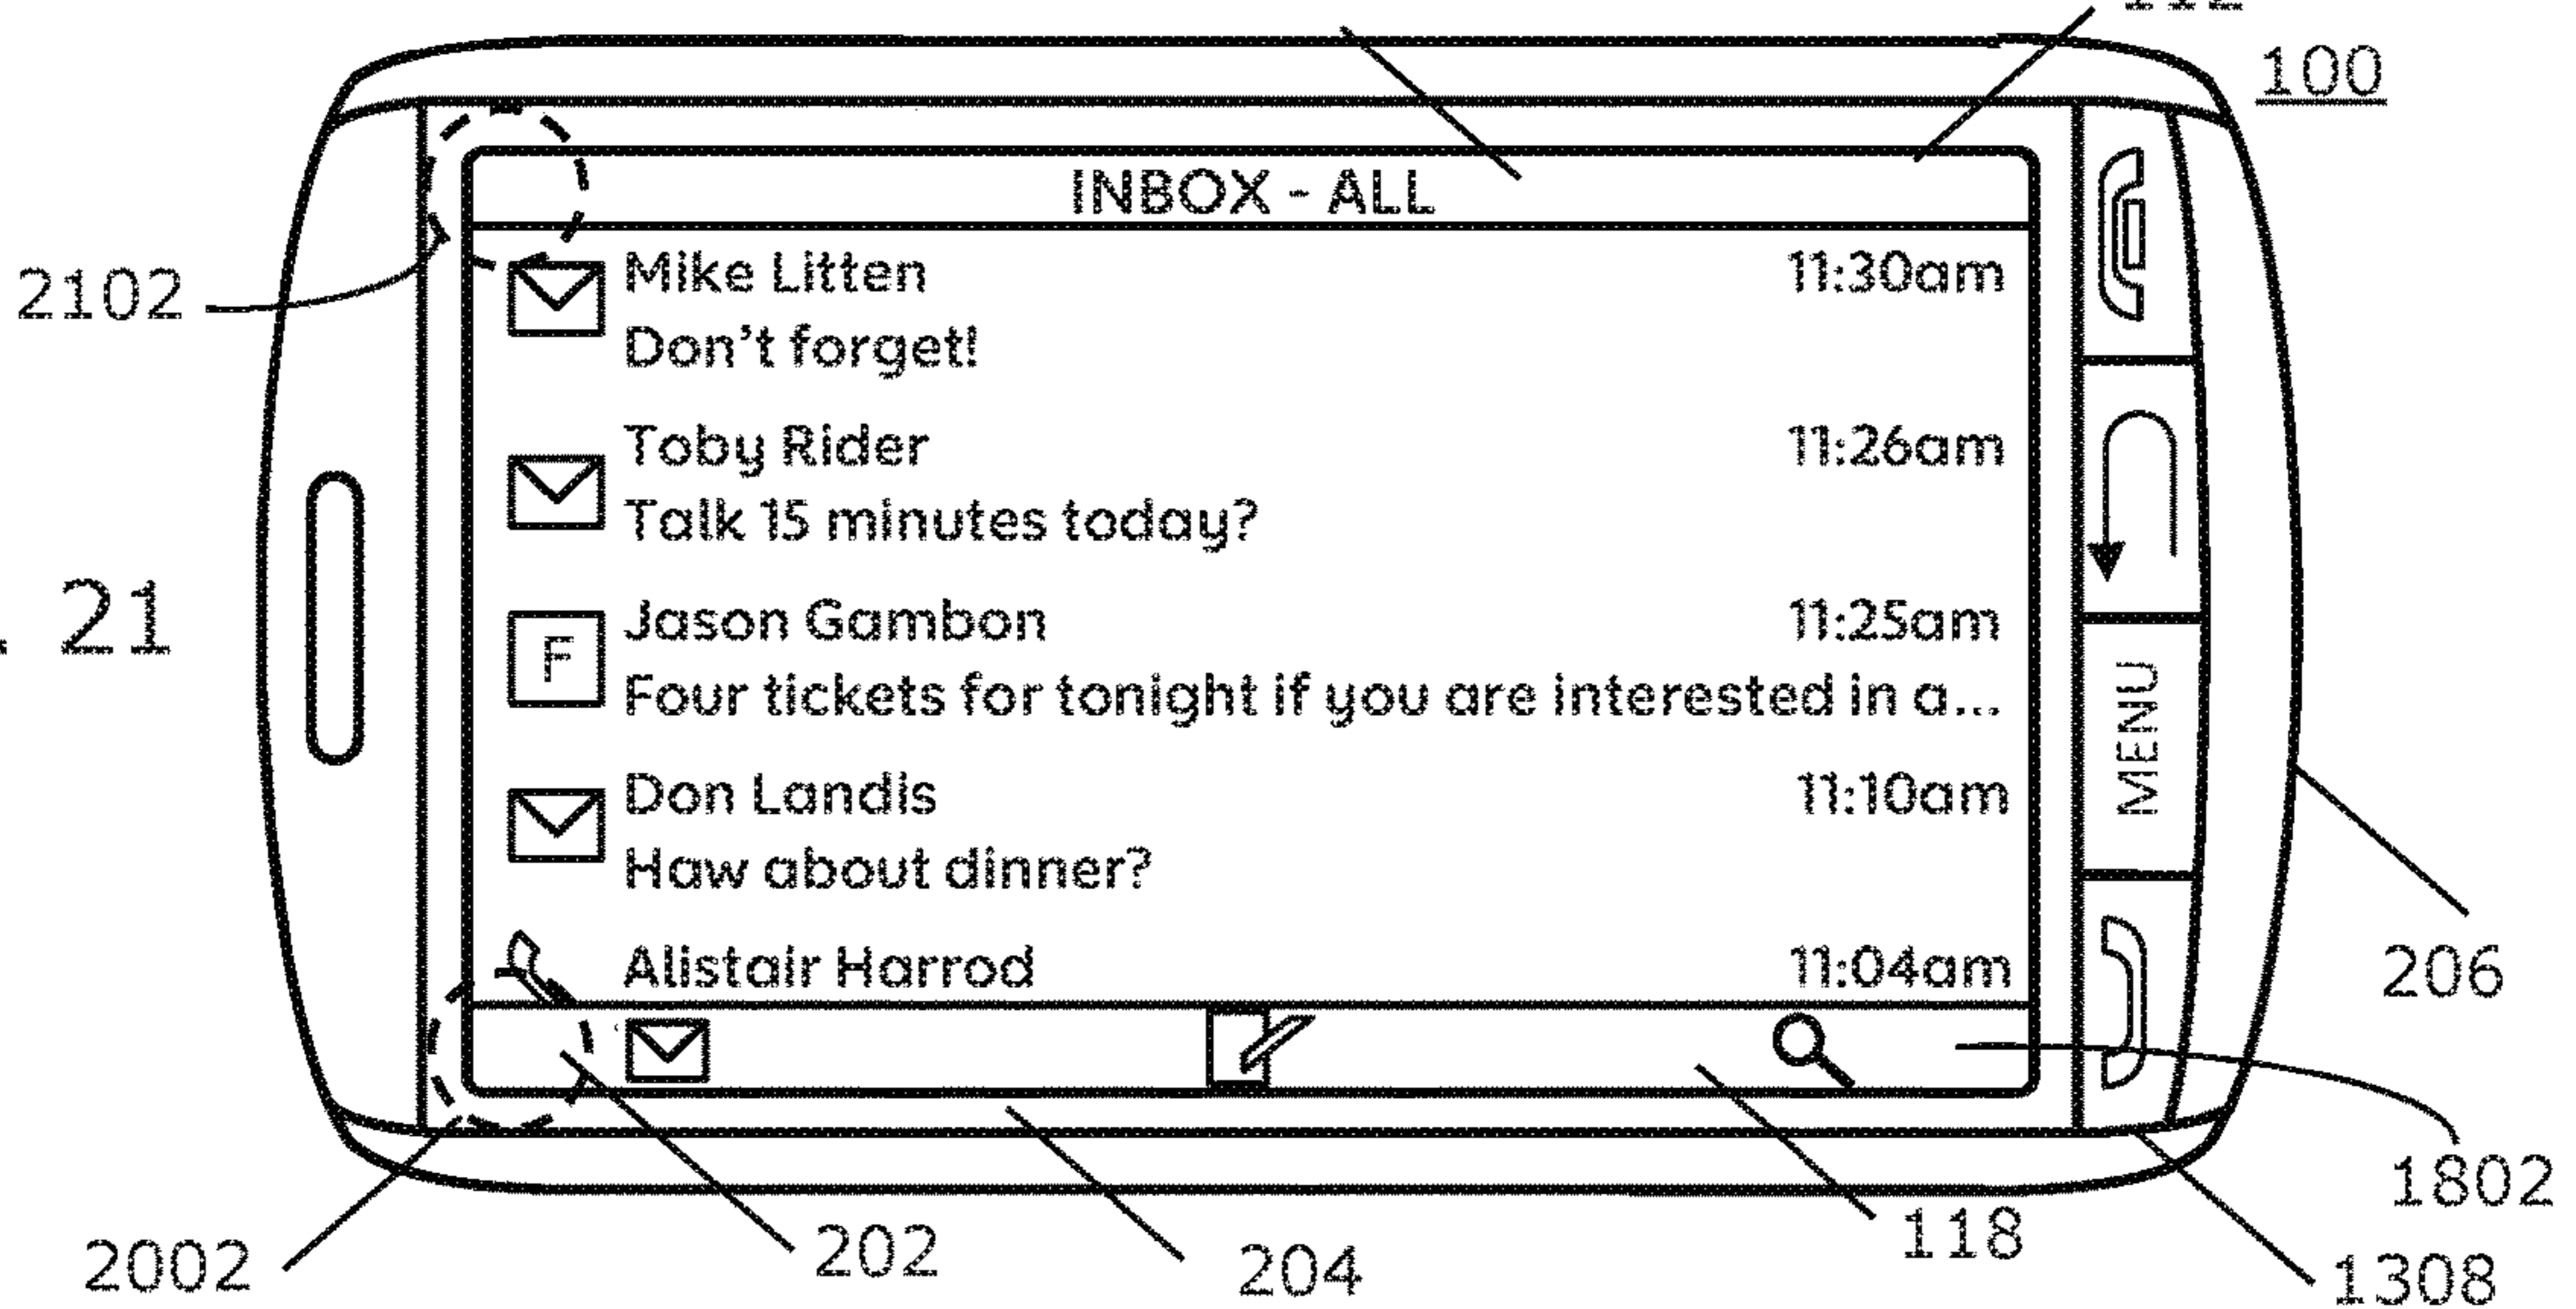 100
INBOX - ALL
Mike Litten 11:30am
Don't forget!
2102
Toby Rider 11:26am
Talk 15 minutes today?
. 21
Jason Gambon 11:25am
F
Four tickets for tonight if you are interested in a...
MENU
Don Landis 11:10am
Haw about dinner?
206
Alistair Harrod 11:04am
1802
2002
202
204
118
1308